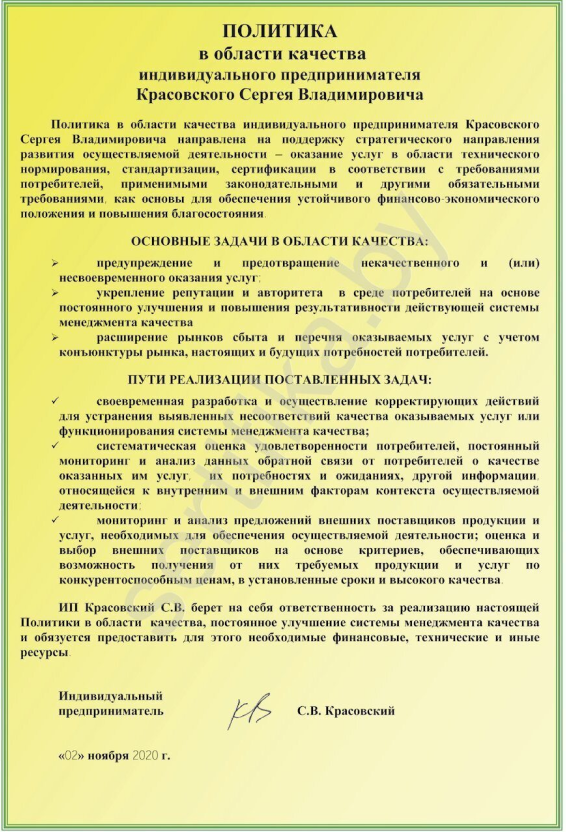 ПОЛИТИКА
в области качества
индивидуального предпринимателя
Красовского Сергея Владимировича
Политика в области качества индивидуального предпринимателя Красовского
Сергея Владимировича направлена на поддержку стратегического направления
развития осуществляемой деятельности – оказание услуг в области технического
нормирования, стандартизации, сертификации в соответствии с требованиями
потребителей, применимыми законодательными и другими обязательными
требованиями, как основы для обеспечения устойчивого финансово-экономического
положения и повышения благосостояния.
ОСНОВНЫЕ ЗАДАЧИ В ОБЛАСТИ КАЧЕСТВА:
➢ предупреждение и предотвращение некачественного и (или)
несвоевременного оказания услуг;
➢ укрепление репутации и авторитета в среде потребителей на основе
постоянного улучшения и повышения результативности действующей системы
менеджмента качества
➢ расширение рынков сбыта и перечня оказываемых услуг с учетом
конъюнктуры рынка, настоящих и будущих потребностей потребителей.
ПУТИ РЕАЛИЗАЦИИ ПОСТАВЛЕННЫХ ЗАДАЧ:
✓ своевременная разработка и осуществление корректирующих действий
для устранения выявленных несоответствий качества оказываемых услуг или
функционирования системы менеджмента качества;
✓ систематическая оценка удовлетворенности потребителей, постоянный
мониторинг и анализ данных обратной связи от потребителей о качестве
оказанных им услуг, их потребностях и ожиданиях, другой информации,
относящейся к внутренним и внешним факторам контекста осуществляемой
деятельности;
✓ мониторинг и анализ предложений внешних поставщиков продукции и
услуг, необходимых для обеспечения осуществляемой деятельности; оценка и
выбор внешних поставщиков на основе критериев, обеспечивающих
возможность получения от них требуемых продукции и услуг по
конкурентоспособным ценам, в установленные сроки и высокого качества.
ИП Красовский С.В. берет на себя ответственность за реализацию настоящей
Политики в области качества, постоянное улучшение системы менеджмента качества
и обязуется предоставить для этого необходимые финансовые, технические и иные
ресурсы.
Индивидуальный
предприниматель
С.В. Красовский
«02» ноября 2020 г.
sertifika.by